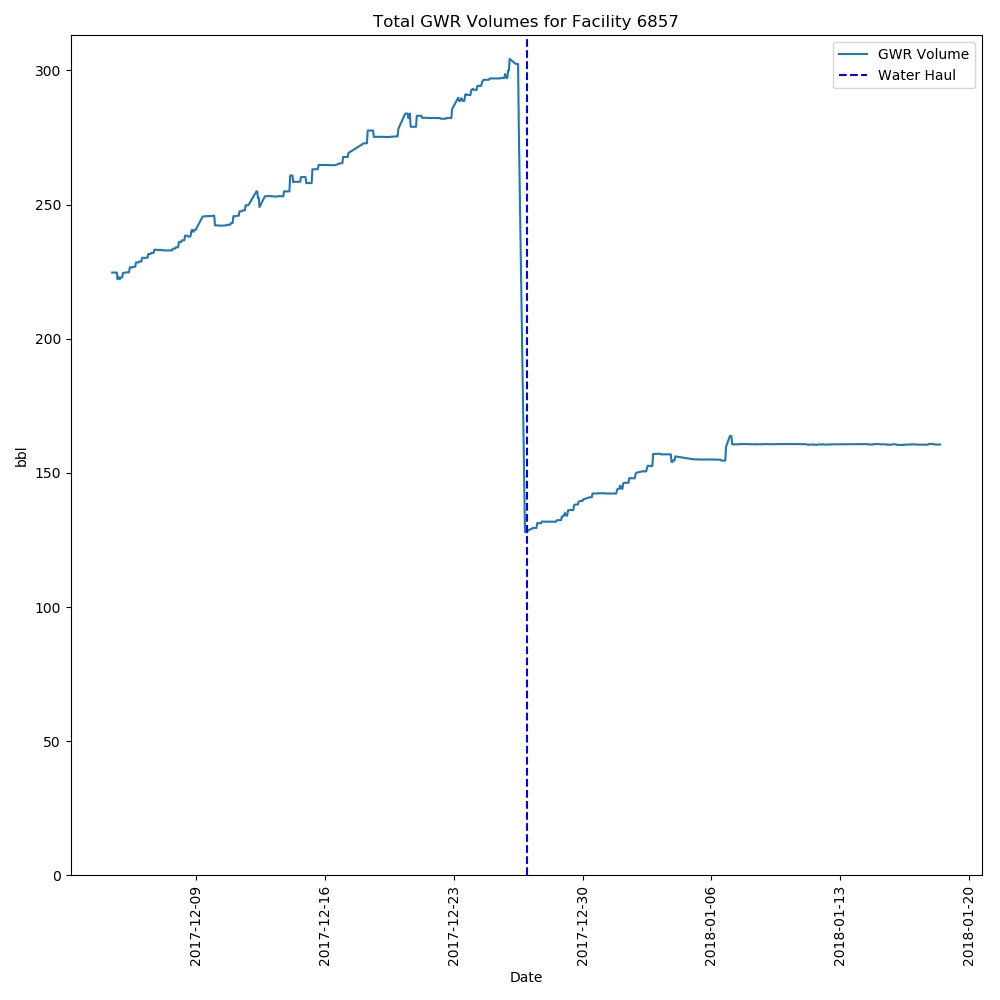 Total GWR Volumes for Facility 6857
GWR Volume
Water Haul
300
250
200
150
100
50
0
bbl
2017-12-09
2017-12-16
2017-12-23
2017-12-30
2018-01-06
2018-01-13
2018-01-20
Date